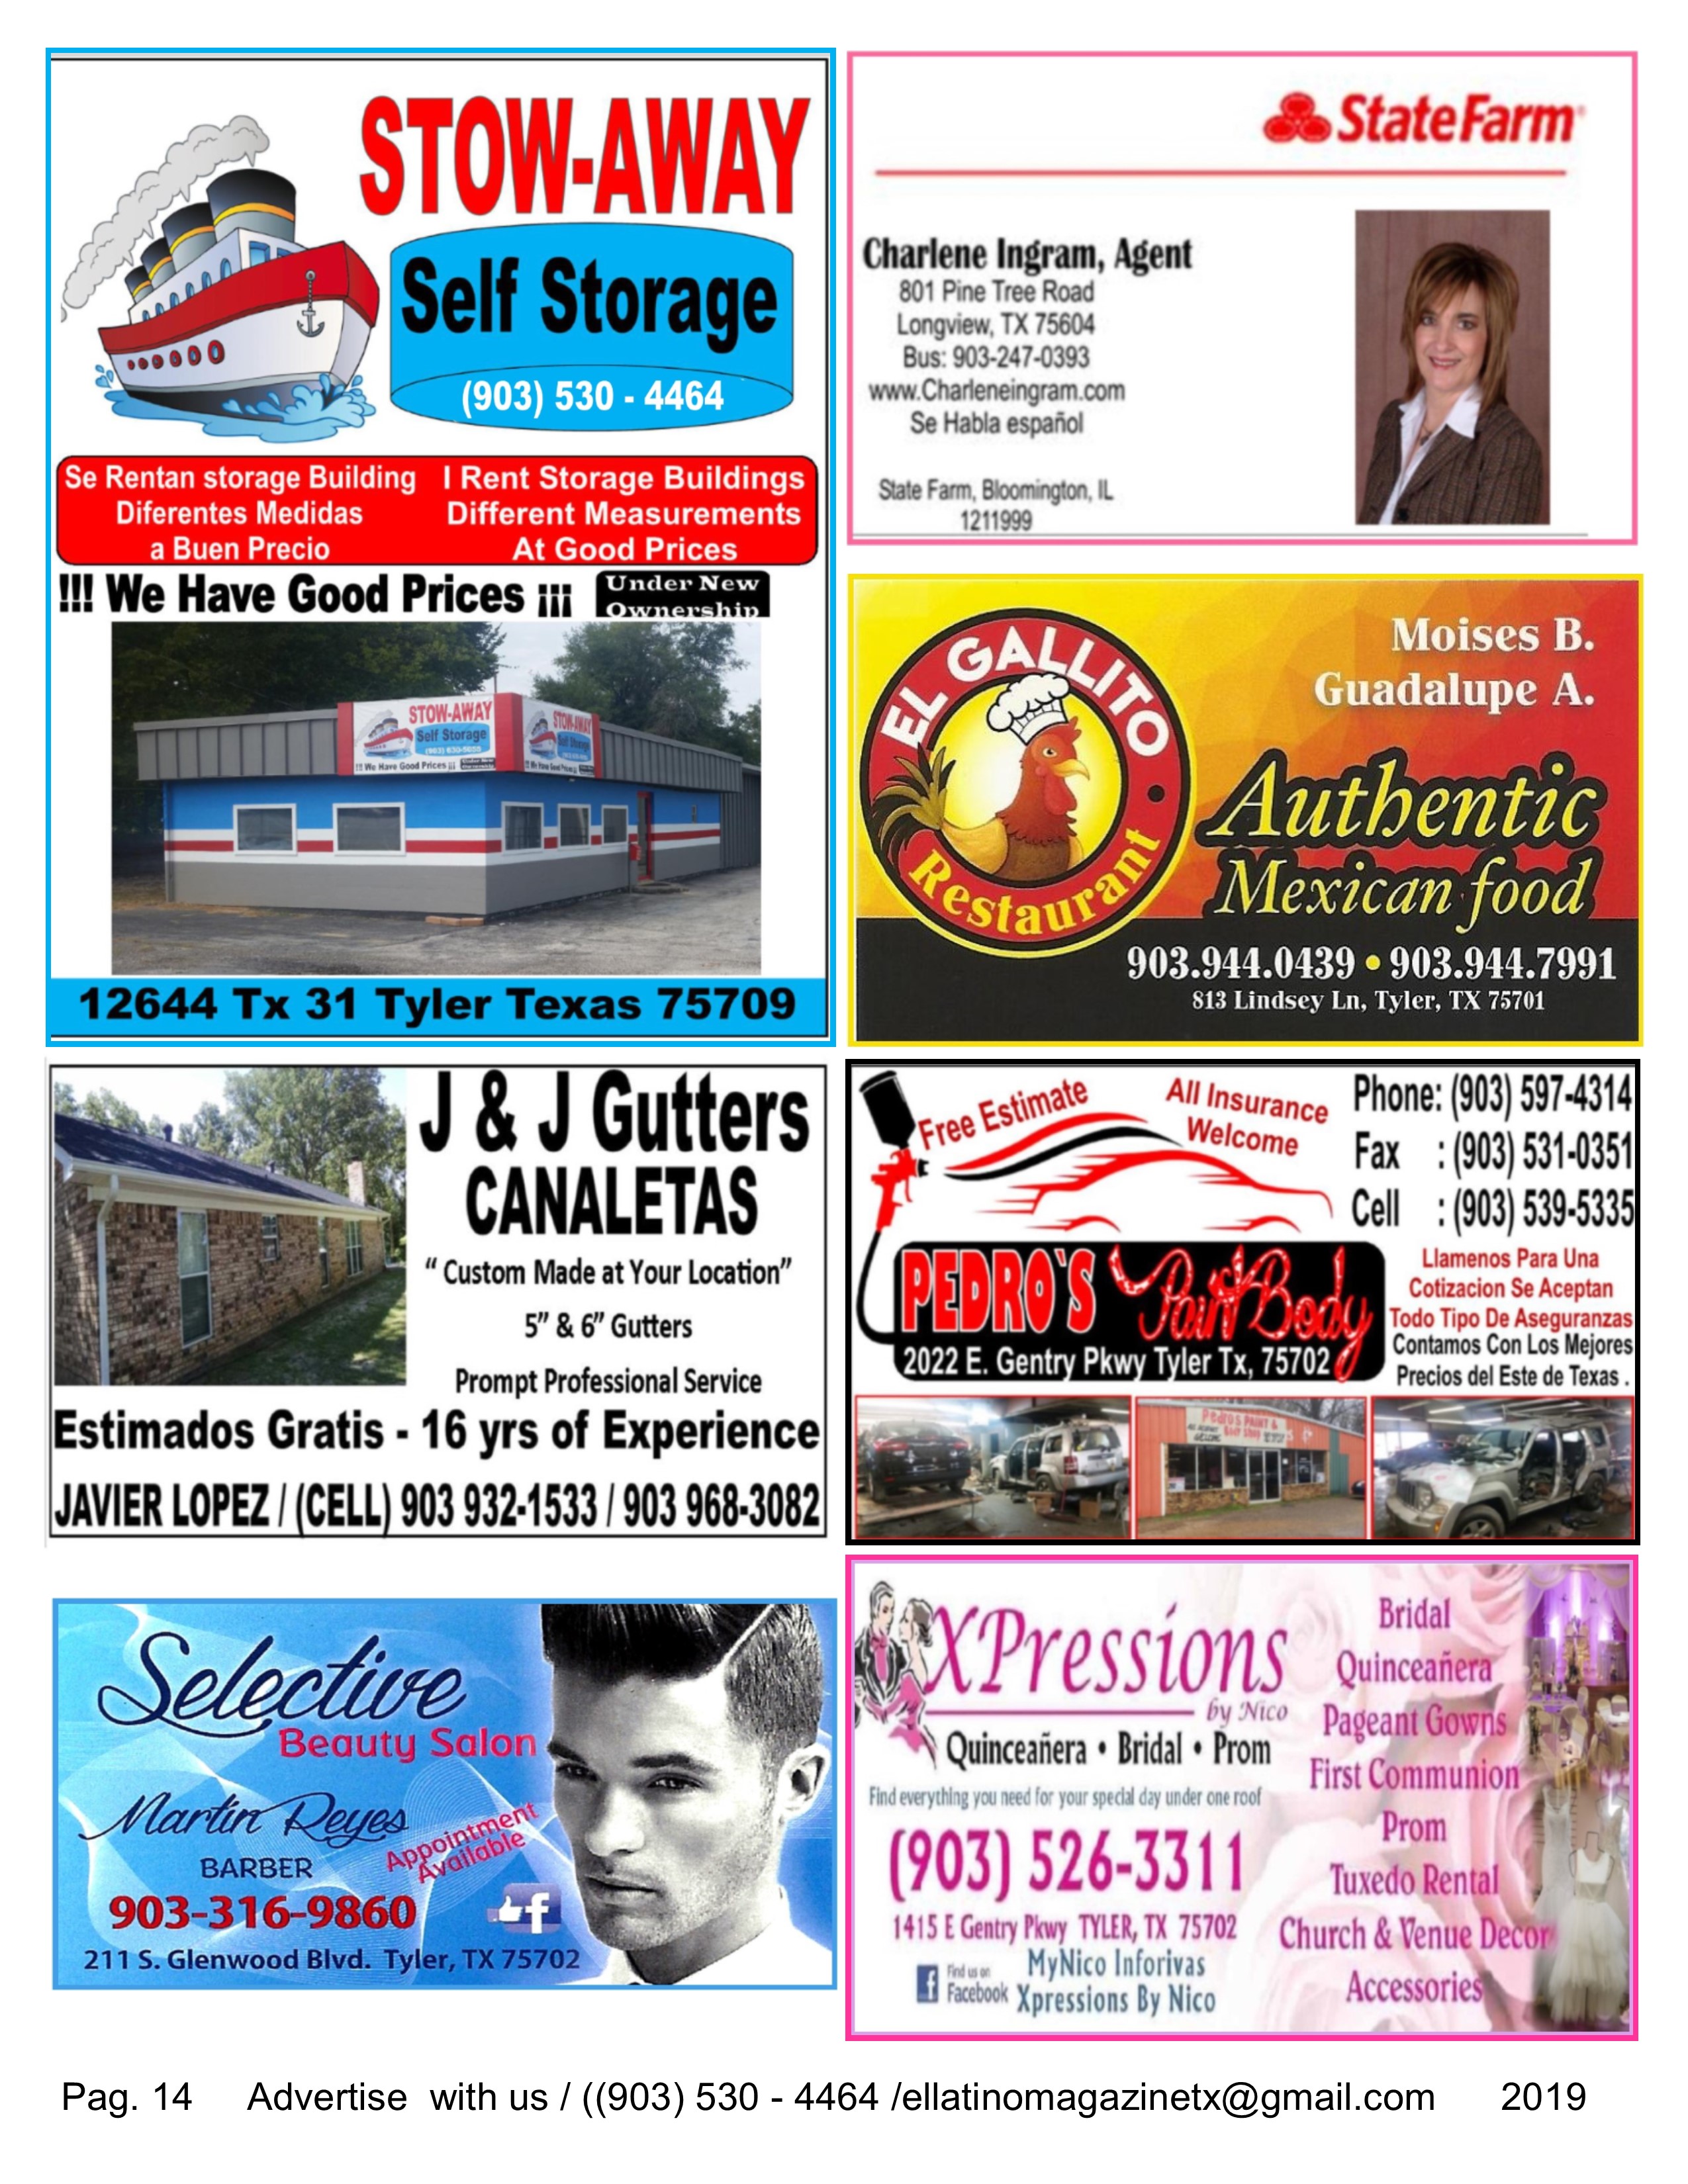 STOW-AWAY
Self Storage
(903) 530 - 4464
Se Rentan storage Building
Diferentes Medidas
a Buen Precio
I Rent Storage Buildings
Different Measurements
At Good Prices
!!! We Have Good Prices ¡¡¡
Under New
Ownership
STOW-AWAY
Self Storage
!!! We Have Good Prices ¡¡¡
STOW-AWAY
Self Storage
12644 Tx 31 Tyler Texas 75709
StateFarm
Charlene Ingram, Agent
801 Pine Tree Road
Longview, TX 75604
Bus: 903-247-0393
www.Charleneingram.com
Se Habla español
State Farm, Bloomington, IL
1211999
EL GALLITO
Restaurant
Moises B.
Guadalupe A.
Authentic
Mexican food
903.944.0439 • 903.944.7991
813 Lindsey Ln, Tyler, TX 75701
J & J Gutters
CANALETAS
“ Custom Made at Your Location”
5” & 6” Gutters
Prompt Professional Service
Estimados Gratis - 16 yrs of Experience
JAVIER LOPEZ / (CELL) 903 932-1533 / 903 968-3082
Free Estimate
All Insurance
Welcome
Phone: (903) 597-4314
Fax : (903) 531-0351
Cell : (903) 539-5335
PEDRO`S Paint Body
2022 E. Gentry Pkwy Tyler Tx, 75702
Llamenos Para Una
Cotizacion Se Aceptan
Todo Tipo De Aseguranzas
Contamos Con Los Mejores
Precios del Este de Texas .
Pedros PAINT &
Body Shop
Selective
Beauty Salon
Martin Reyes
BARBER
Appointment
Available
903-316-9860
f
211 S. Glenwood Blvd. Tyler, TX 75702
XPressions
by Nico
Quinceañera • Bridal • Prom
Find everything you need for your special day under one roof
(903) 526-3311
1415 E Gentry Pkwy TYLER, TX 75702
f
Find us on
Facebook
MyNico Inforivas
Xpressions By Nico
Bridal
Quinceañera
Pageant Gowns
First Communion
Prom
Tuxedo Rental
Church & Venue Decor
Accessories
Pag. 14 Advertise with us / ((903) 530 - 4464 /ellatinomagazinetx@gmail.com 2019